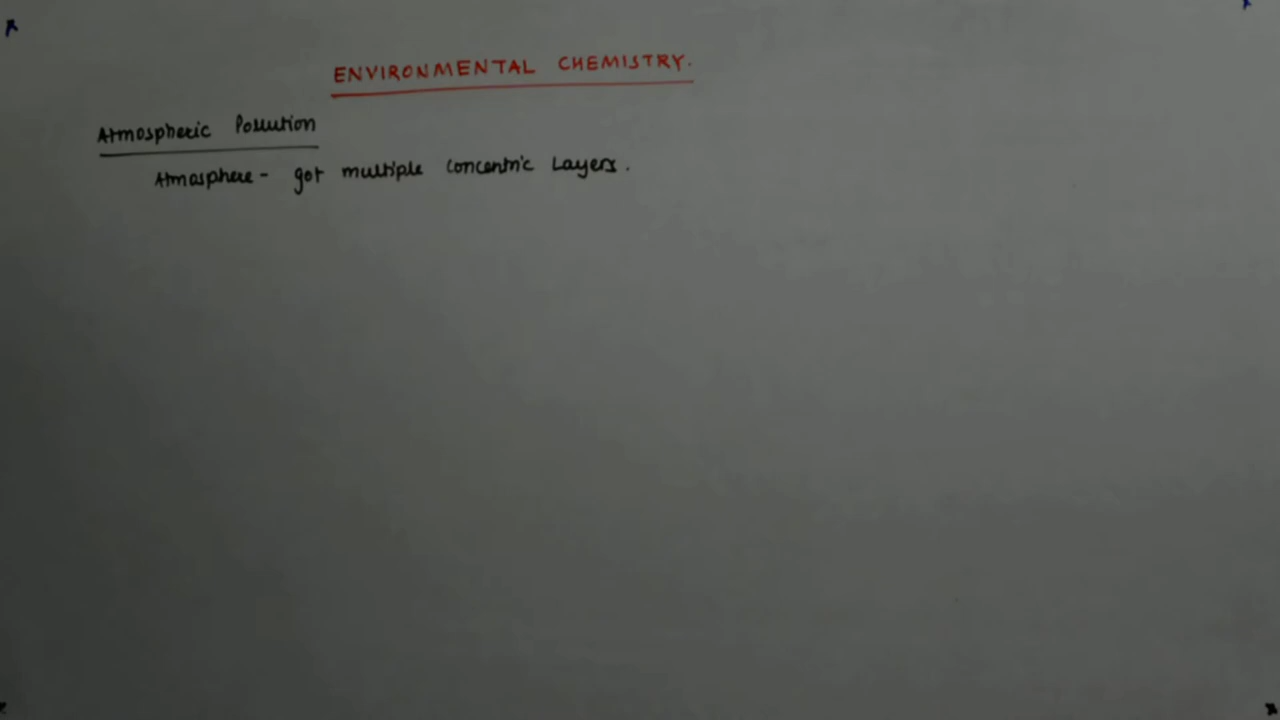 ENVIRONMENTAL CHEMISTRY.
Atmospheric Pollution
Atmosphere - got multiple concentric Layers.